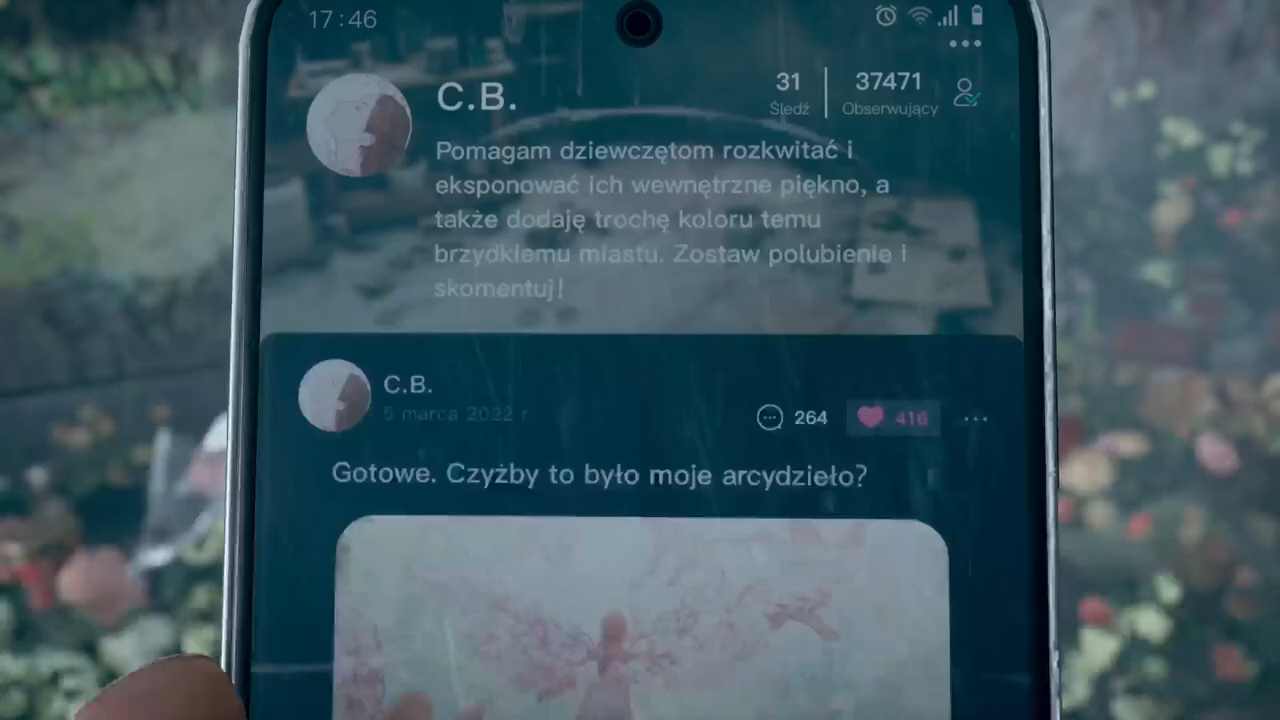 17:46
C.B.
31
Śledź
37471
Obserwujący
Pomagam dziewczętom rozkwitać i
eksponować ich wewnętrzne piękno, a
także dodaję trochę koloru temu
brzydkiemu miastu. Zostaw polubienie i
skomentuj!
C.B.
5 marca 2022 r.
264
416
Gotowe. Czyżby to było moje arcydzieło?